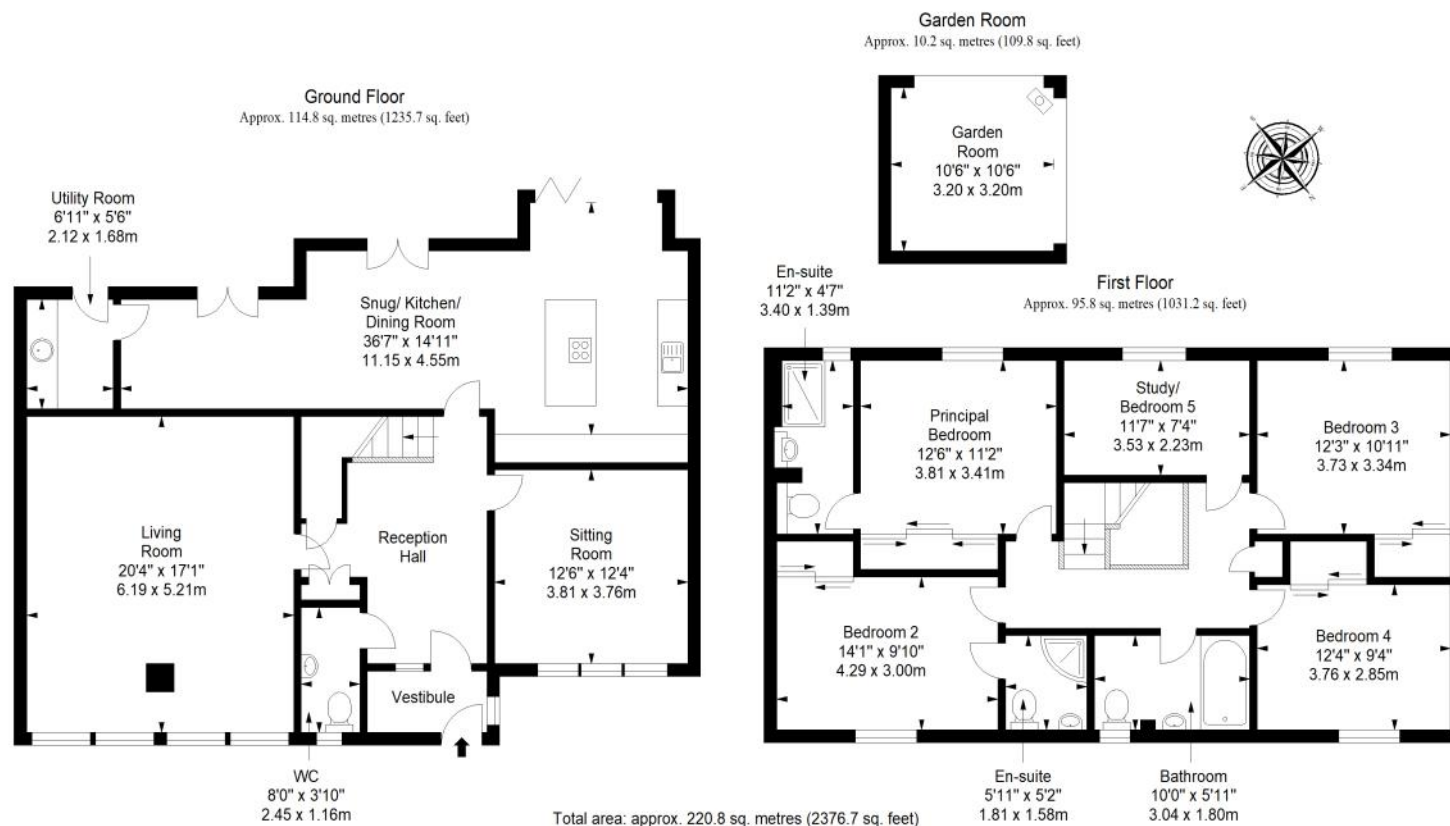 Garden Room
Approx. 10.2 sq. metres (109.8 sq. feet)
Garden
Room
10'6" x 10'6"
3.20 x 3.20m
Ground Floor
Approx. 114.8 sq. metres (1235.7 sq. feet)
Utility Room
6'11" x 5'6"
2.12 x 1.68m
Snug/ Kitchen/
Dining Room
36'7" x 14'11"
11.15 x 4.55m
Living
Room
20'4" x 17'1"
6.19 x 5.21m
Reception
Hall
Sitting
Room
12'6" x 12'4"
3.81 x 3.76m
Vestibule
WC
8'0" x 3'10"
2.45 x 1.16m
First Floor
Approx. 95.8 sq. metres (1031.2 sq. feet)
En-suite
11'2" x 4'7"
3.40 x 1.39m
Principal
Bedroom
12'6" x 11'2"
3.81 x 3.41m
Study/
Bedroom 5
11'7" x 7'4"
3.53 x 2.23m
Bedroom 3
12'3" x 10'11"
3.73 x 3.34m
Bedroom 2
14'1" x 9'10"
4.29 x 3.00m
Bedroom 4
12'4" x 9'4"
3.76 x 2.85m
En-suite
5'11" x 5'2"
1.81 x 1.58m
Bathroom
10'0" x 5'11"
3.04 x 1.80m
Total area: approx. 220.8 sq. metres (2376.7 sq. feet)